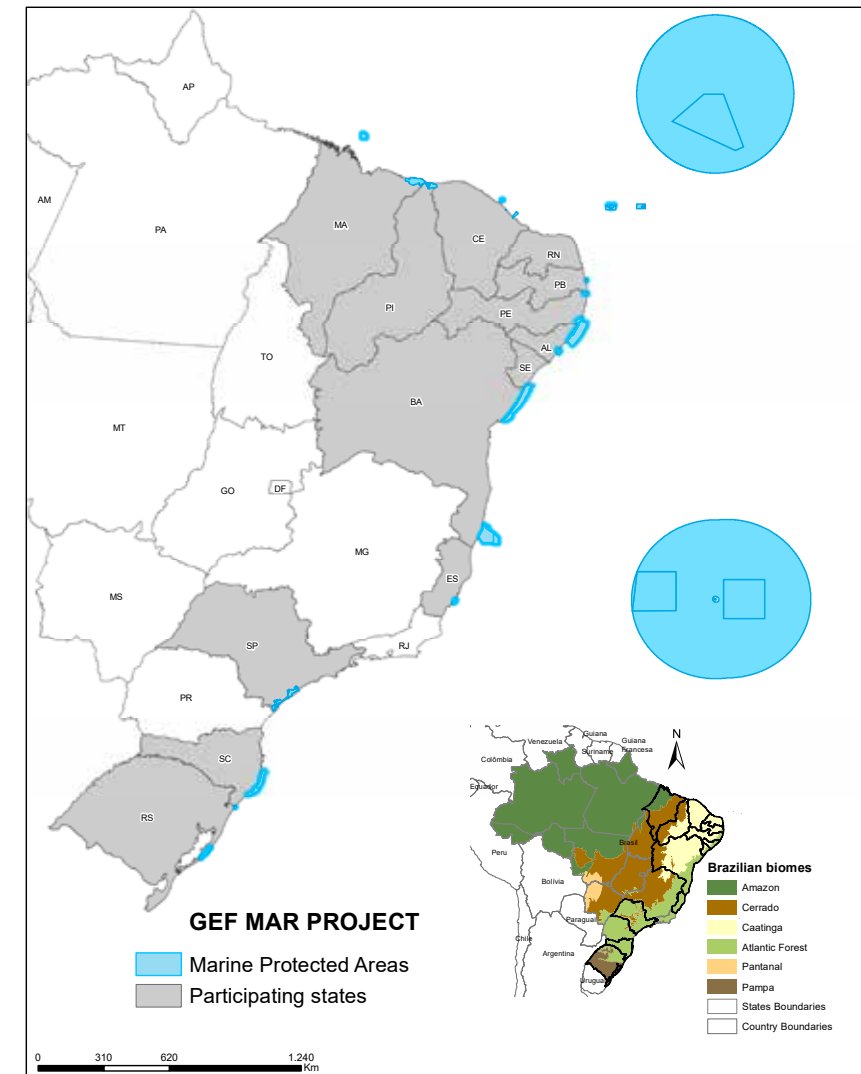 AP
AM
PA
MA
CE
RN
PB
PI
PE
TO
AL
SE
BA
MT
GO
DF
MG
MS
ES
SP
RJ
PR
SC
RS
N
Venezuela
Guiana
Suriname
Guiana
Francesa
Colômbia
Equador
Peru
Brasil
Bolívia
Paraguai
Chile
Argentina
Uruguai
GEF MAR PROJECT
Marine Protected Areas
Participating states
Brazilian biomes
Amazon
Cerrado
Caatinga
Atlantic Forest
Pantanal
Pampa
States Boundaries
Country Boundaries
0 310 620 1.240
Km